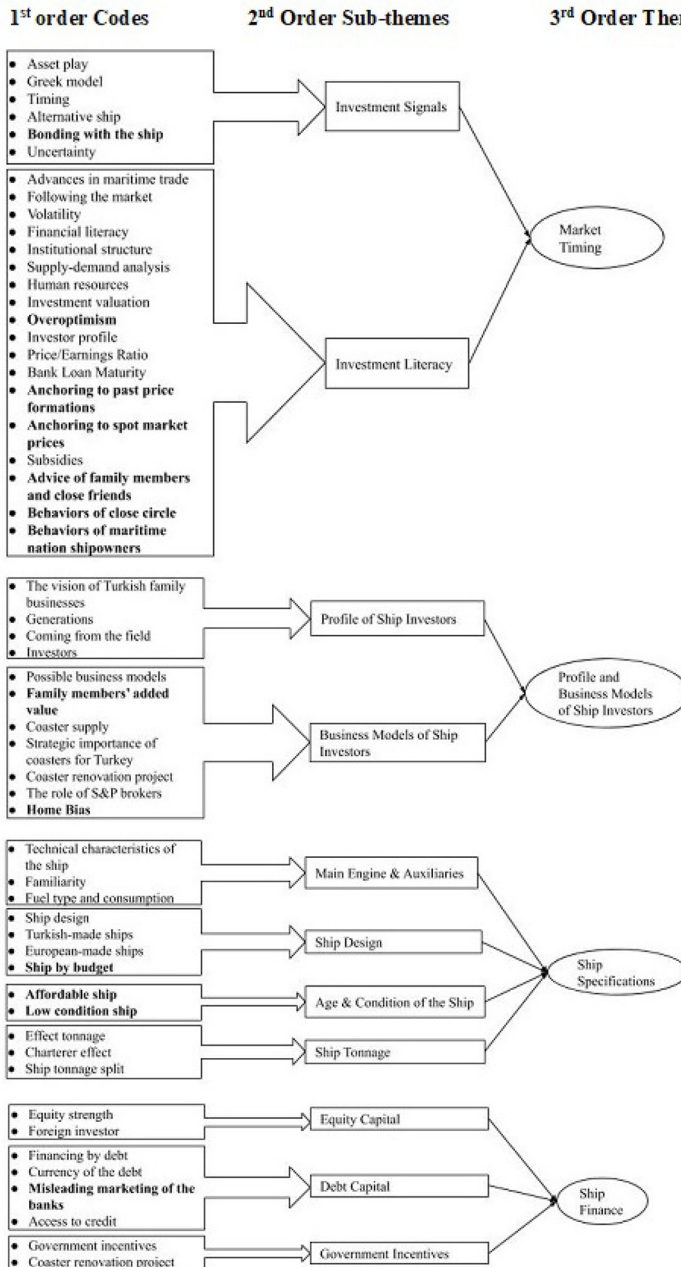 1st order Codes
2nd Order Sub-themes
3rd Order
● Asset play
● Greek model
● Timing
● Alternative ship
● Bonding with the ship
● Uncertainty
Investment Signals
● Advances in maritime trade
● Following the market
● Volatility
● Financial literacy
● Institutional structure
● Supply-demand analysis
● Human resources
● Investment valuation
● Overoptimism
● Investor profile
● Price/Earnings Ratio
● Bank Loan Maturity
● Anchoring to past price
formations
● Anchoring to spot market
prices
● Subsidies
● Advice of family members
and close friends
● Behaviors of close circle
● Behaviors of maritime
nation shipowners
Investment Literacy
Market
Timing
● The vision of Turkish family
businesses
● Generations
● Coming from the field
● Investors
Profile of Ship Investors
● Possible business models
● Family members' added
value
● Coaster supply
● Strategic importance of
coasters for Turkey
● Coaster renovation project
● The role of S&P brokers
● Home Bias
Business Models of Ship
Investors
Profile and
Business Models
of Ship Investors
● Technical characteristics of
the ship
● Familiarity
● Fuel type and consumption
Main Engine & Auxiliaries
● Ship design
● Turkish-made ships
● European-made ships
● Ship by budget
Ship Design
● Affordable ship
● Low condition ship
Age & Condition of the Ship
● Effect tonnage
● Charterer effect
● Ship tonnage split
Ship Tonnage
Ship
Specifications
● Equity strength
● Foreign investor
Equity Capital
● Financing by debt
● Currency of the debt
● Misleading marketing of the
banks
● Access to credit
Debt Capital
● Government incentives
● Coaster renovation project
Government Incentives
Ship
Finance